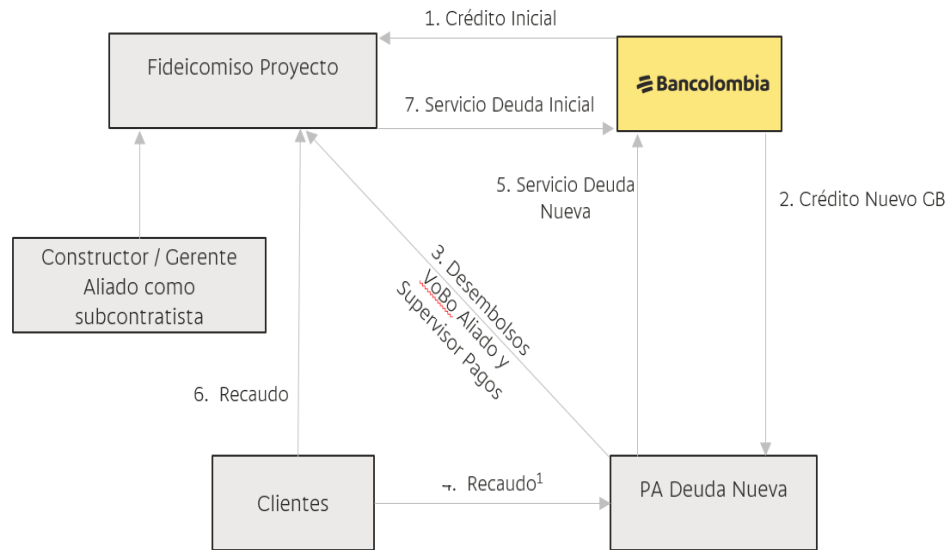 1. Crédito Inicial
Fideicomiso Proyecto
Bancolombia
7. Servicio Deuda Inicial
5. Servicio Deuda
Nueva
2. Crédito Nuevo GB
Constructor / Gerente
Aliado como
subcontratista
3. Desembolsos
VoBo Aliado y
Supervisor Pagos
6. Recaudo
Clientes
Recaudo¹
PA Deuda Nueva